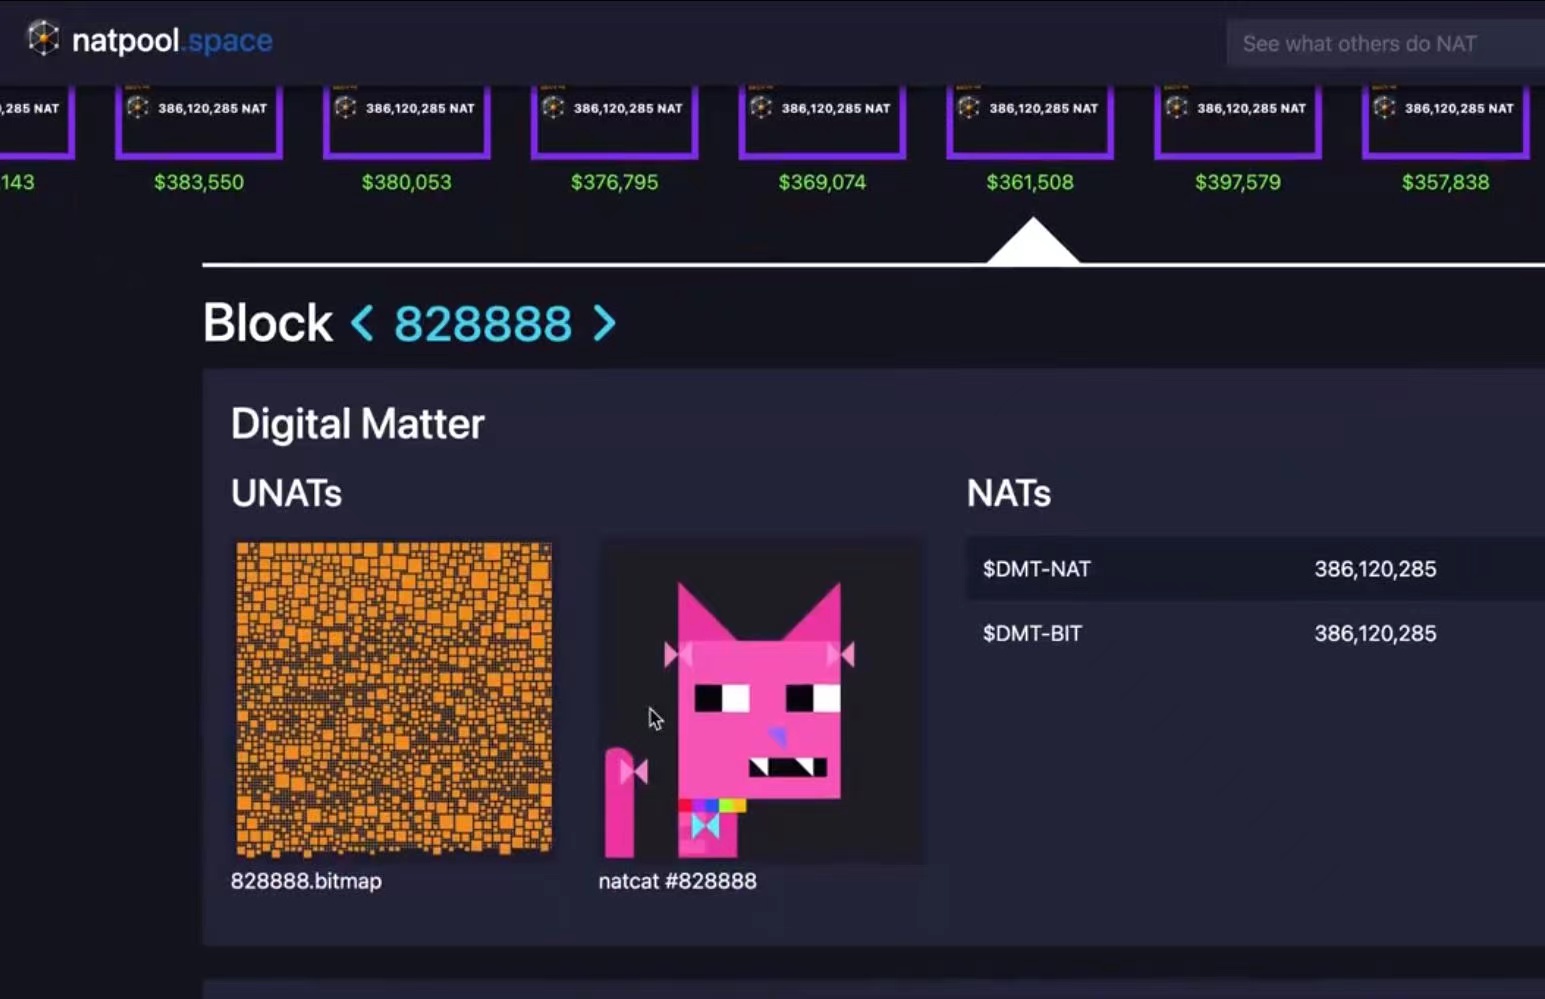 natpool.space
See what others do NAT
,285 NAT
386,120,285 NAT
386,120,285 NAT
386,120,285 NAT
386,120,285 NAT
386,120,285 NAT
386,120,285 NAT
386,120,285 NAT
143
$383,550
$380,053
$376,795
$369,074
$361,508
$397,579
$357,838
Block < 828888 >
Digital Matter
UNATs
NATs
$DMT-NAT 386,120,285
$DMT-BIT 386,120,285
828888.bitmap
natcat #828888